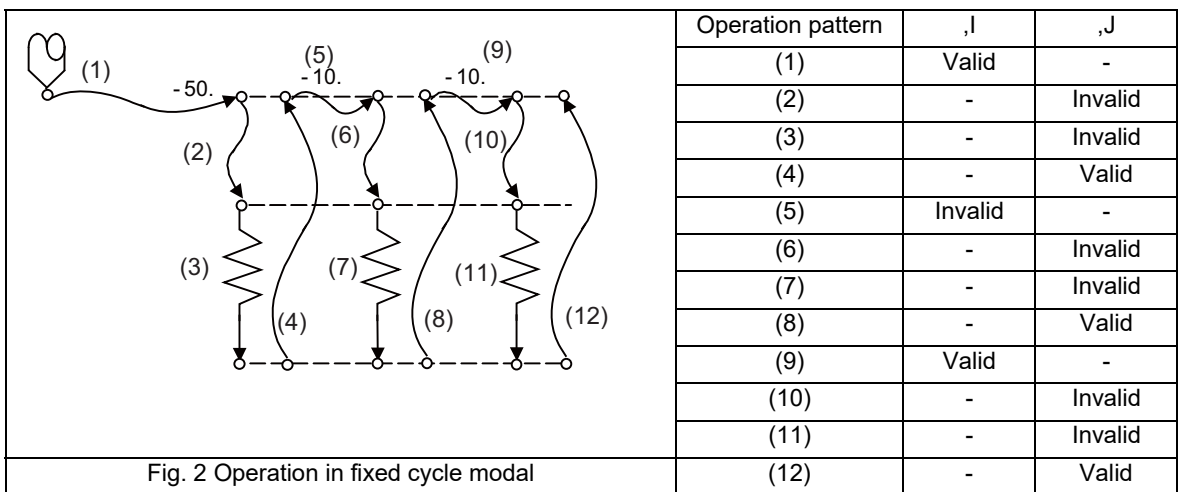 (1)
-50.
(5)
-10.
(9)
-10.
(2)
(6)
(10)
(3)
(7)
(11)
(4)
(8)
(12)
Fig. 2 Operation in fixed cycle modal
Operation pattern ,I ,J
(1) Valid -
(2) - Invalid
(3) - Invalid
(4) - Valid
(5) Invalid -
(6) - Invalid
(7) - Invalid
(8) - Valid
(9) Valid -
(10) - Invalid
(11) - Invalid
(12) - Valid